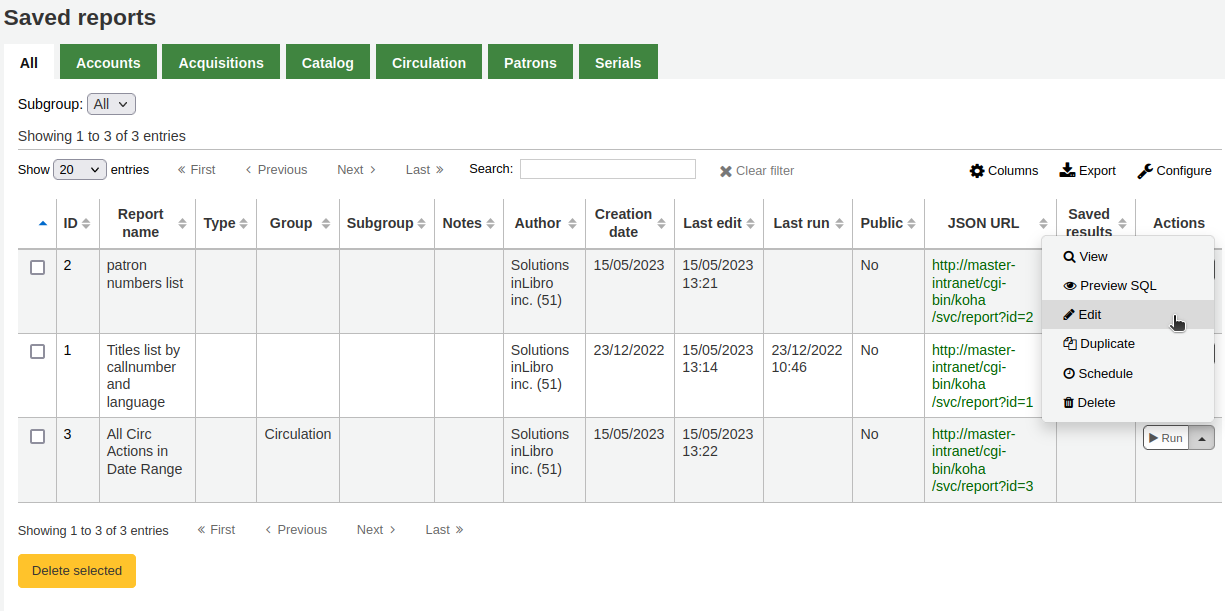 Saved reports
All Accounts Acquisitions Catalog Circulation Patrons Serials
Subgroup: All
Showing 1 to 3 of 3 entries
Show 20 entries « First ‹ Previous Next › Last » Search: Clear filter Columns Export Configure
ID Report name Type Group Subgroup Notes Author Creation date Last edit Last run Public JSON URL Saved results Actions
2 patron numbers list Solutions inLibro inc. (51) 15/05/2023 15/05/2023 13:21 No http://master-intranet/cgi-bin/koha/svc/report?id=2
1 Titles list by callnumber and language Solutions inLibro inc. (51) 23/12/2022 15/05/2023 13:14 23/12/2022 10:46 No http://master-intranet/cgi-bin/koha/svc/report?id=1
3 All Circ Actions in Date Range Circulation Solutions inLibro inc. (51) 15/05/2023 15/05/2023 13:22 No http://master-intranet/cgi-bin/koha/svc/report?id=3 Run
View
Preview SQL
Edit
Duplicate
Schedule
Delete
Showing 1 to 3 of 3 entries « First ‹ Previous Next › Last »
Delete selected